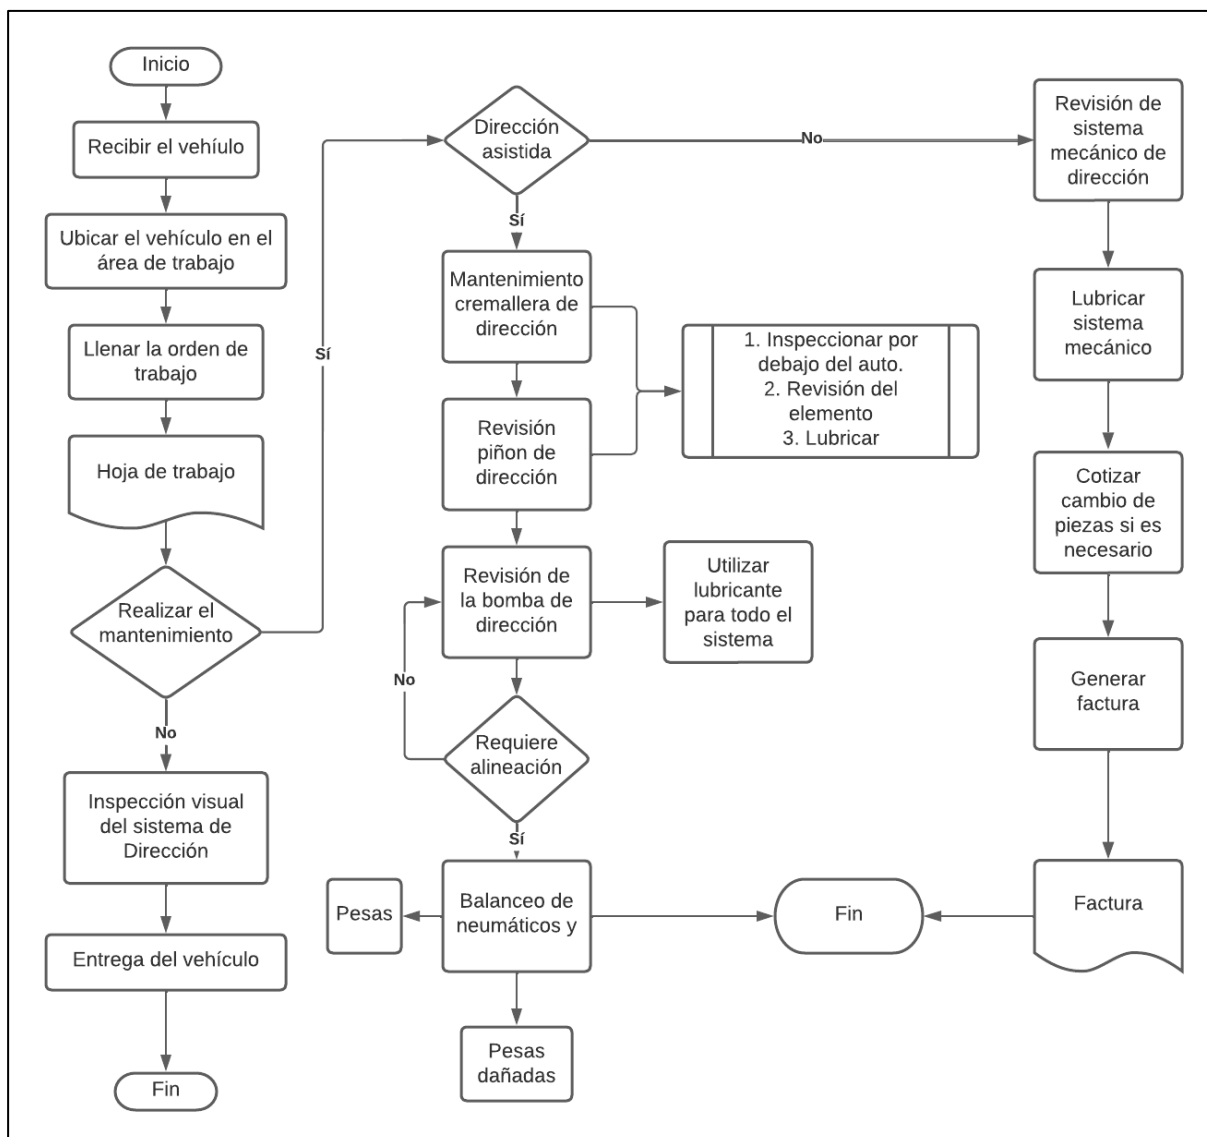 Inicio
Recibir el vehíulo
Ubicar el vehículo en el
área de trabajo
Llenar la orden de
trabajo
Hoja de trabajo
Realizar el
mantenimiento
Sí
No
Inspección visual
del sistema de
Dirección
Entrega del vehículo
Fin
Dirección
asistida
No
Sí
Mantenimiento
cremallera de
dirección
1. Inspeccionar por
debajo del auto.
2. Revisión del
elemento
3. Lubricar
Revisión
piñon de
dirección
Revisión de
la bomba de
dirección
Utilizar
lubricante
para todo el
sistema
No
Requiere
alineación
Sí
Balanceo de
neumáticos y
Pesas
Pesas
dañadas
Fin
Revisión de
sistema
mecánico de
dirección
Lubricar
sistema
mecánico
Cotizar
cambio de
piezas si es
necesario
Generar
factura
Factura